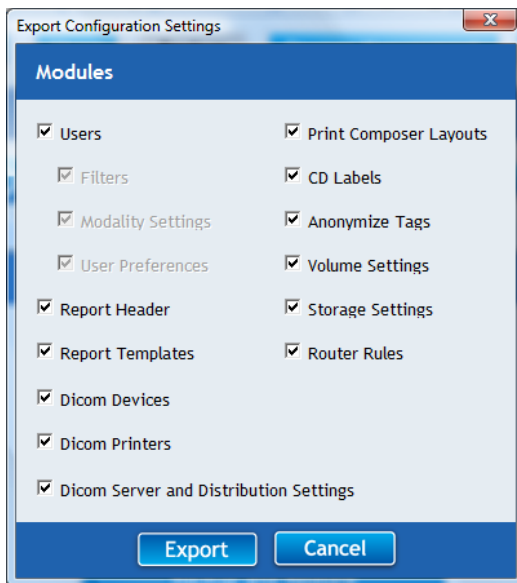 Export Configuration Settings
Modules
Users
Print Composer Layouts
Filters
CD Labels
Modality Settings
Anonymize Tags
User Preferences
Volume Settings
Report Header
Storage Settings
Report Templates
Router Rules
Dicom Devices
Dicom Printers
Dicom Server and Distribution Settings
Export
Cancel